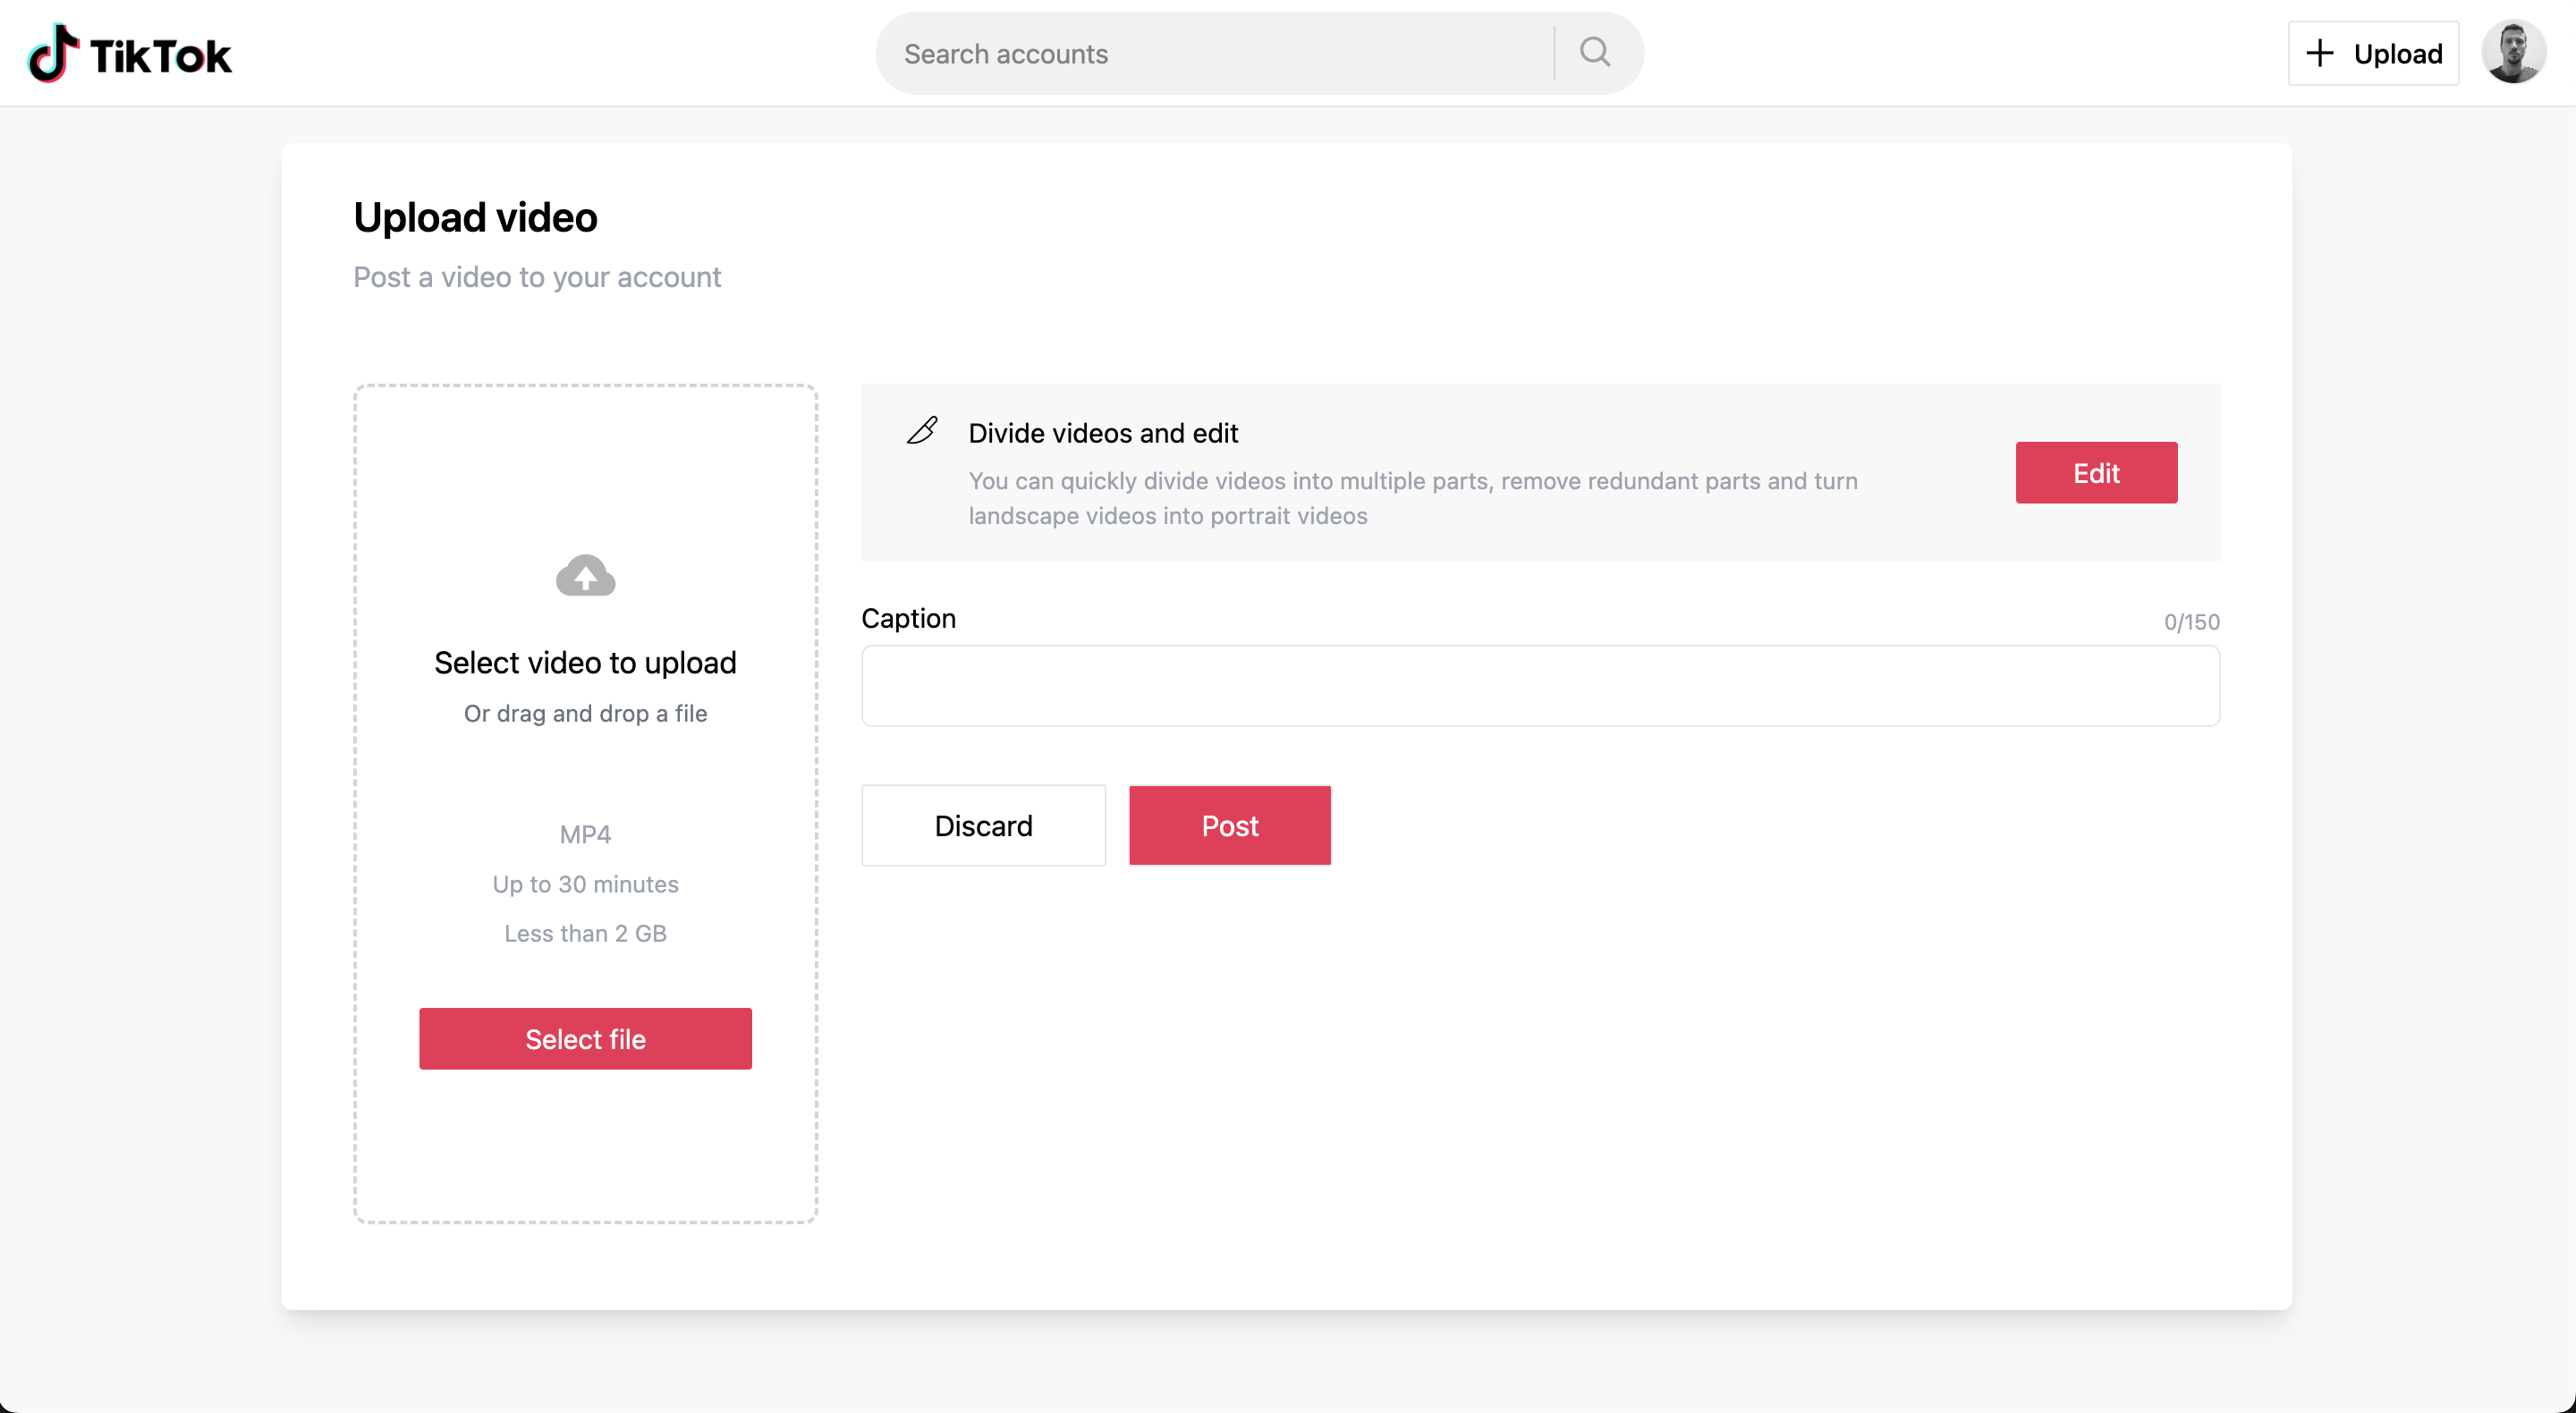 TikTok
Search accounts
Upload
Upload video
Post a video to your account
Select video to upload
Or drag and drop a file
MP4
Up to 30 minutes
Less than 2 GB
Select file
Divide videos and edit
You can quickly divide videos into multiple parts, remove redundant parts and turn
landscape videos into portrait videos
Edit
Caption
0/150
Discard
Post